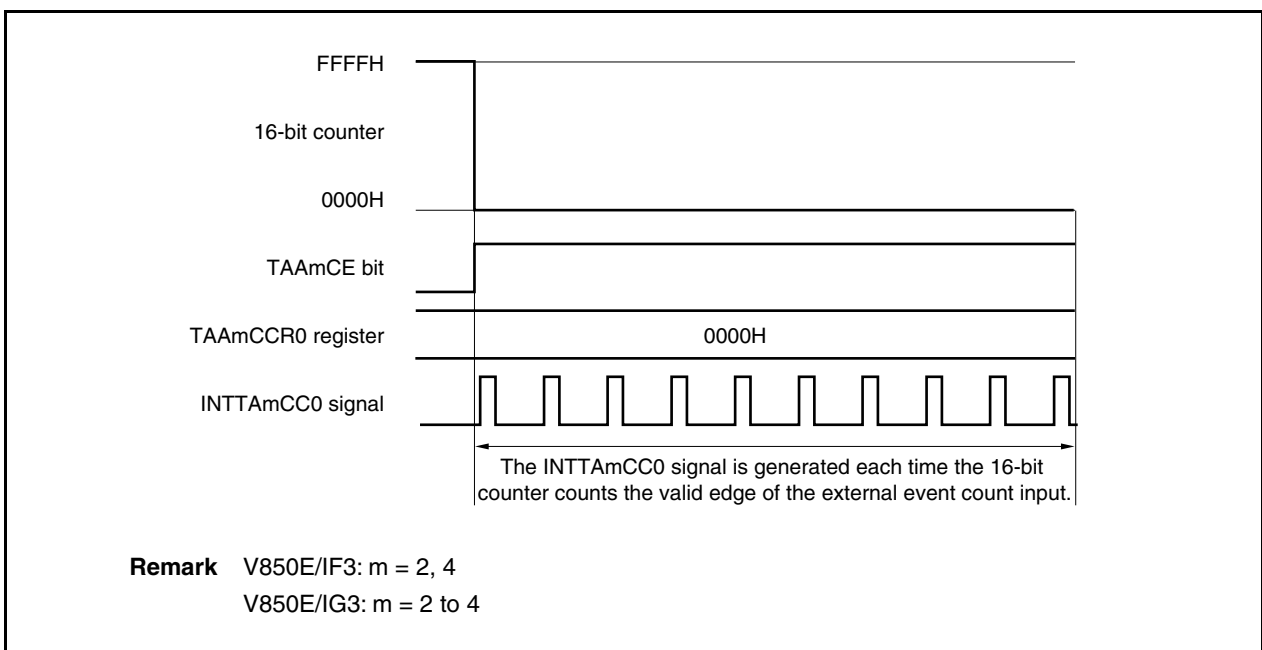 FFFFH
16-bit counter
0000H
TAAmCE bit
TAAmCCR0 register
0000H
INTTAmCC0 signal
The INTTAmCC0 signal is generated each time the 16-bit
counter counts the valid edge of the external event count input.
Remark V850E/IF3: m = 2, 4
V850E/IG3: m = 2 to 4